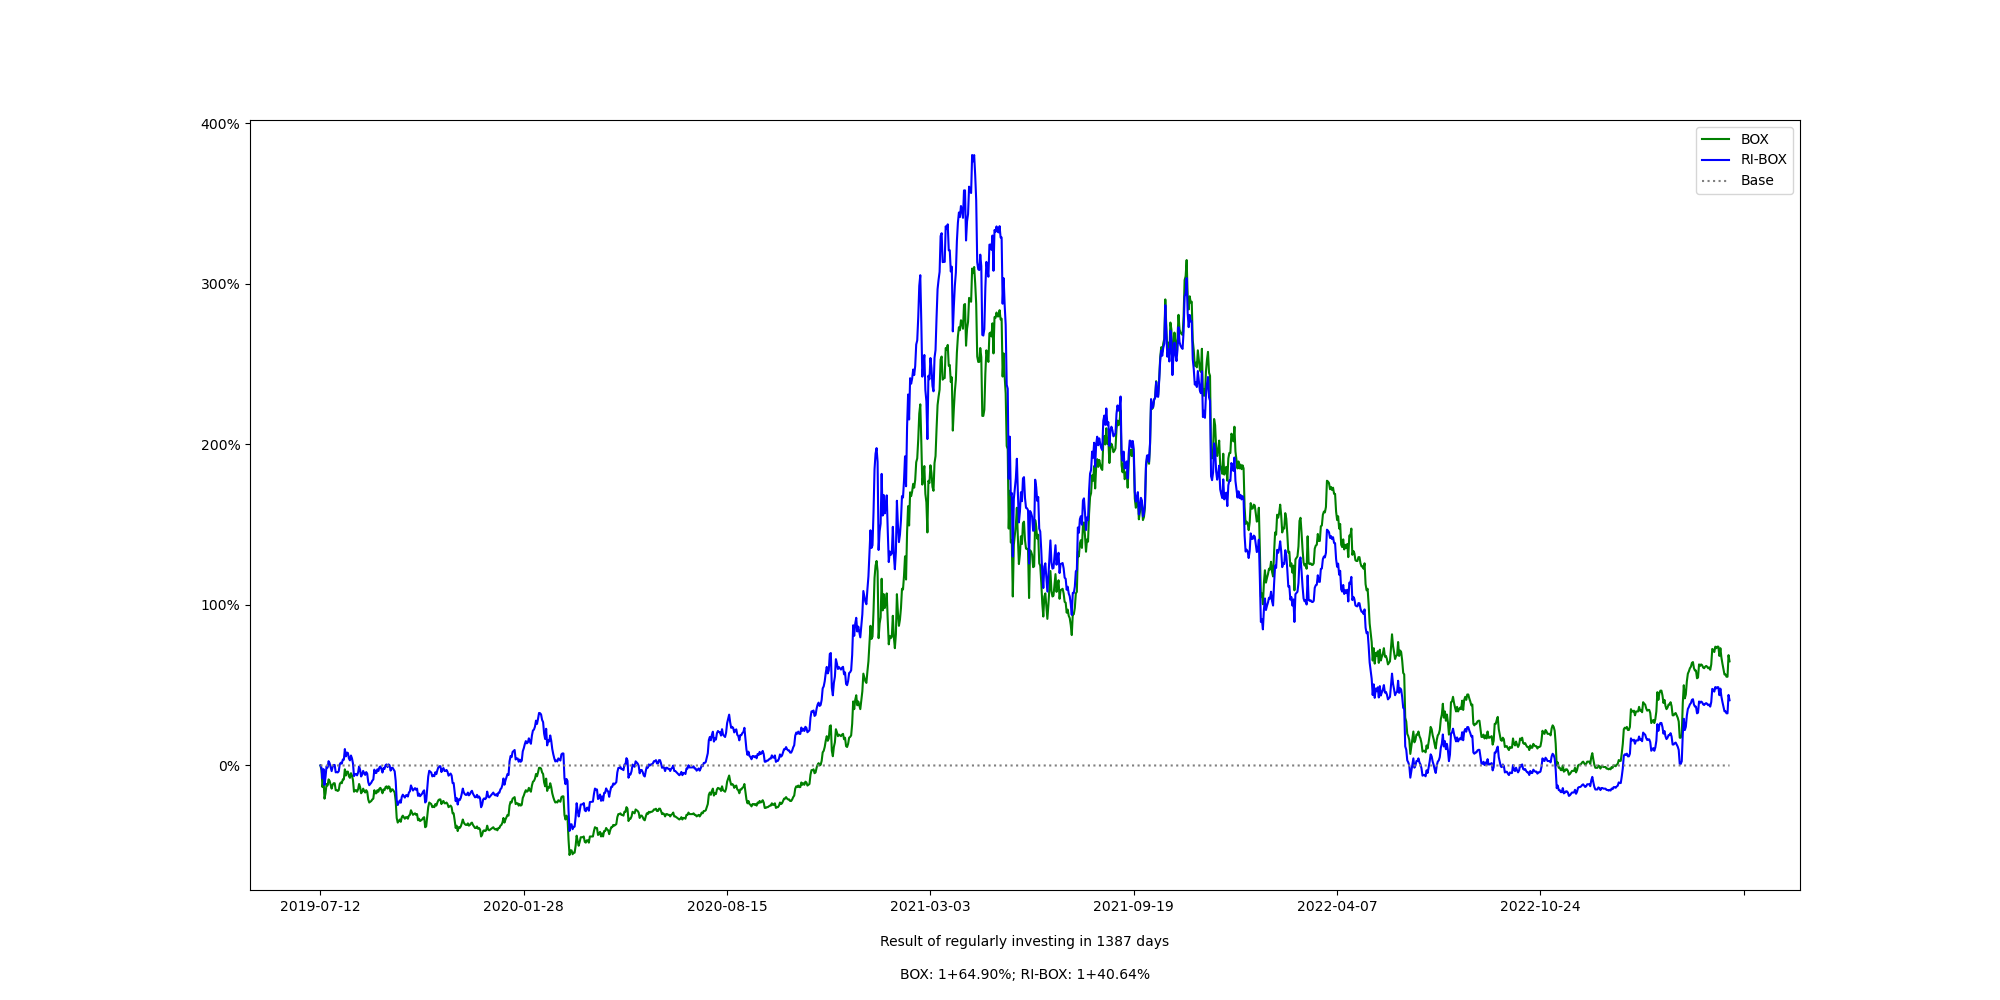 400%
300%
200%
100%
0%
BOX
RI-BOX
Base
2019-07-12 2020-01-28 2020-08-15 2021-03-03 2021-09-19 2022-04-07 2022-10-24
Result of regularly investing in 1387 days
BOX: 1+64.90%; RI-BOX: 1+40.64%